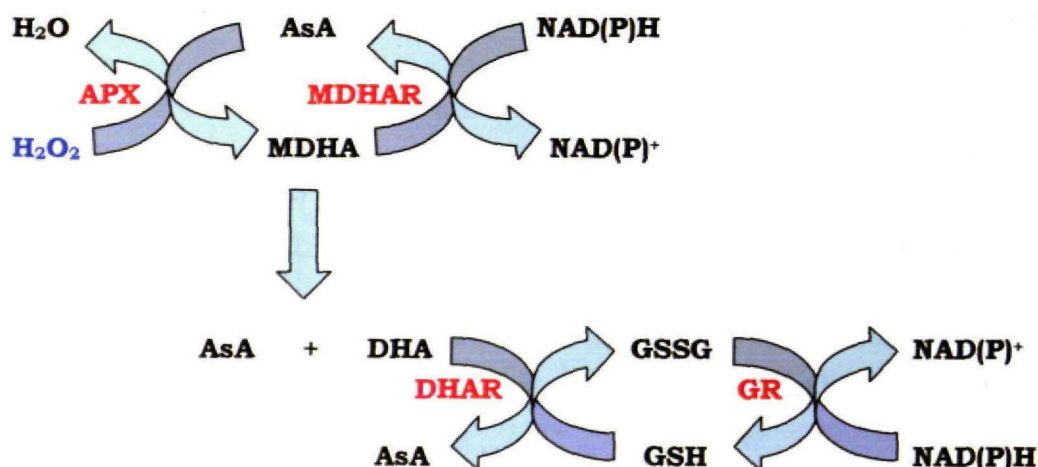 H₂O AsA NAD(P)H
APX MDHAR
H₂O₂ MDHA NAD(P)⁺
AsA + DHA GSSG NAD(P)⁺
DHAR GR
AsA GSH NAD(P)H